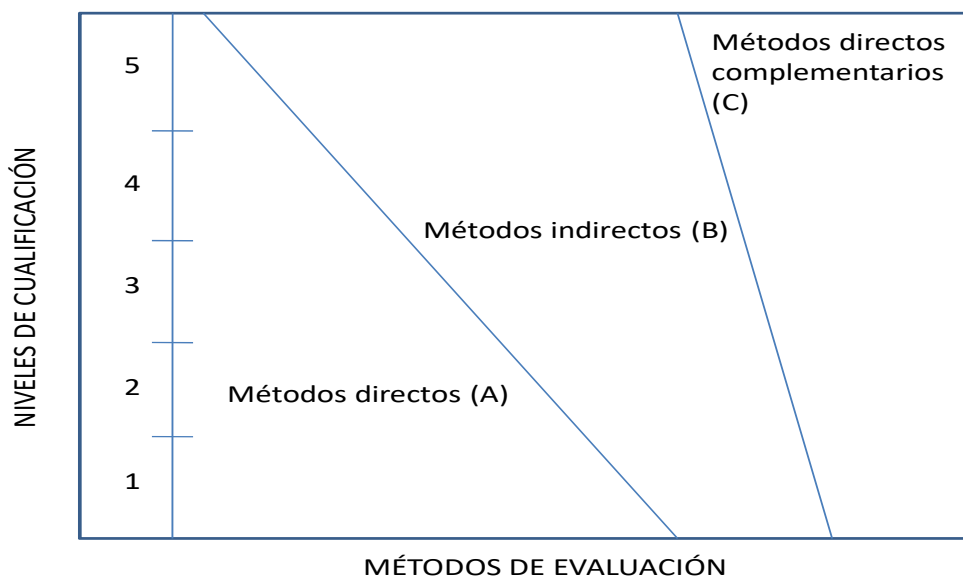 NIVELES DE CUALIFICACIÓN
5
4
3
2
1
Métodos directos (A)
Métodos indirectos (B)
Métodos directos
complementarios
(C)
MÉTODOS DE EVALUACIÓN